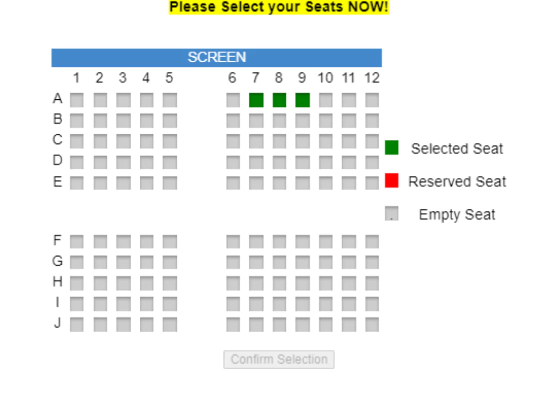 Please Select your Seats NOW!
SCREEN
1 2 3 4 5 6 7 8 9 10 11 12
A
B
C
D
E
Selected Seat
Reserved Seat
Empty Seat
F
G
H
I
J
Confirm Selection